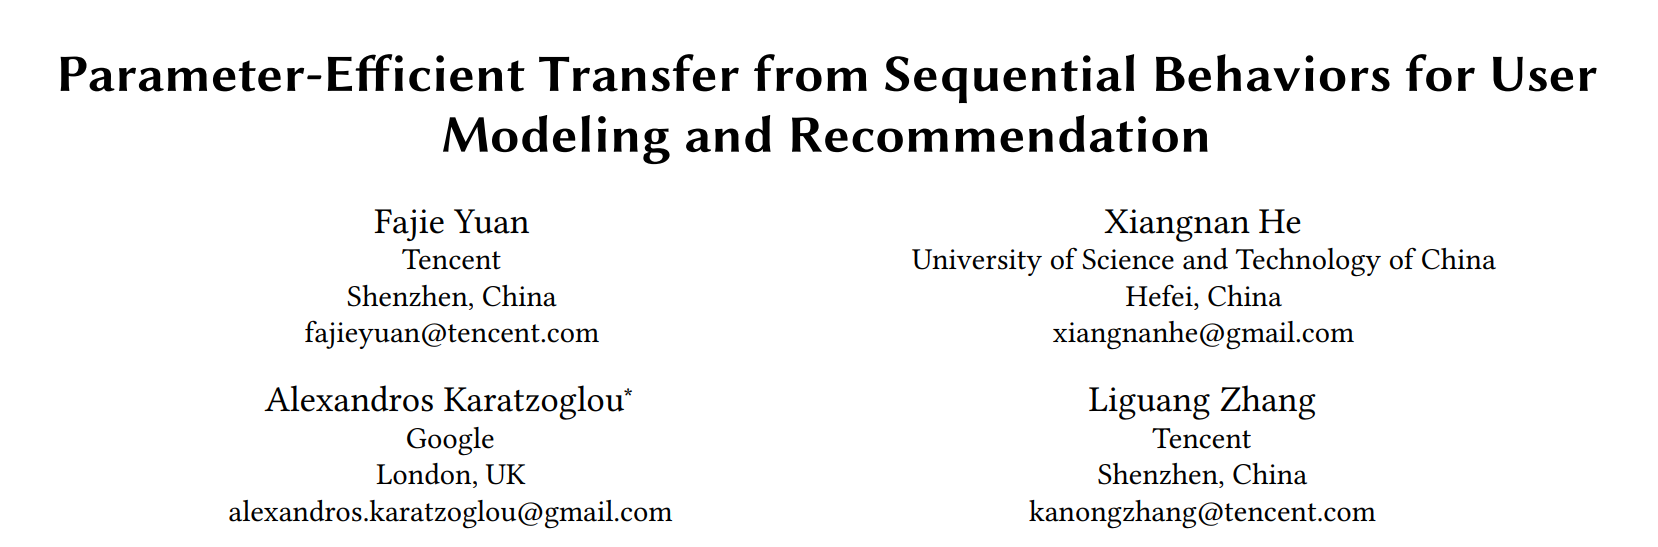 Parameter-Efficient Transfer from Sequential Behaviors for User
Modeling and Recommendation
Fajie Yuan
Tencent
Shenzhen, China
fajieyuan@tencent.com
Xiangnan He
University of Science and Technology of China
Hefei, China
xiangnanhe@gmail.com
Alexandros Karatzoglou*
Google
London, UK
alexandros.karatzoglou@gmail.com
Liguang Zhang
Tencent
Shenzhen, China
kanongzhang@tencent.com